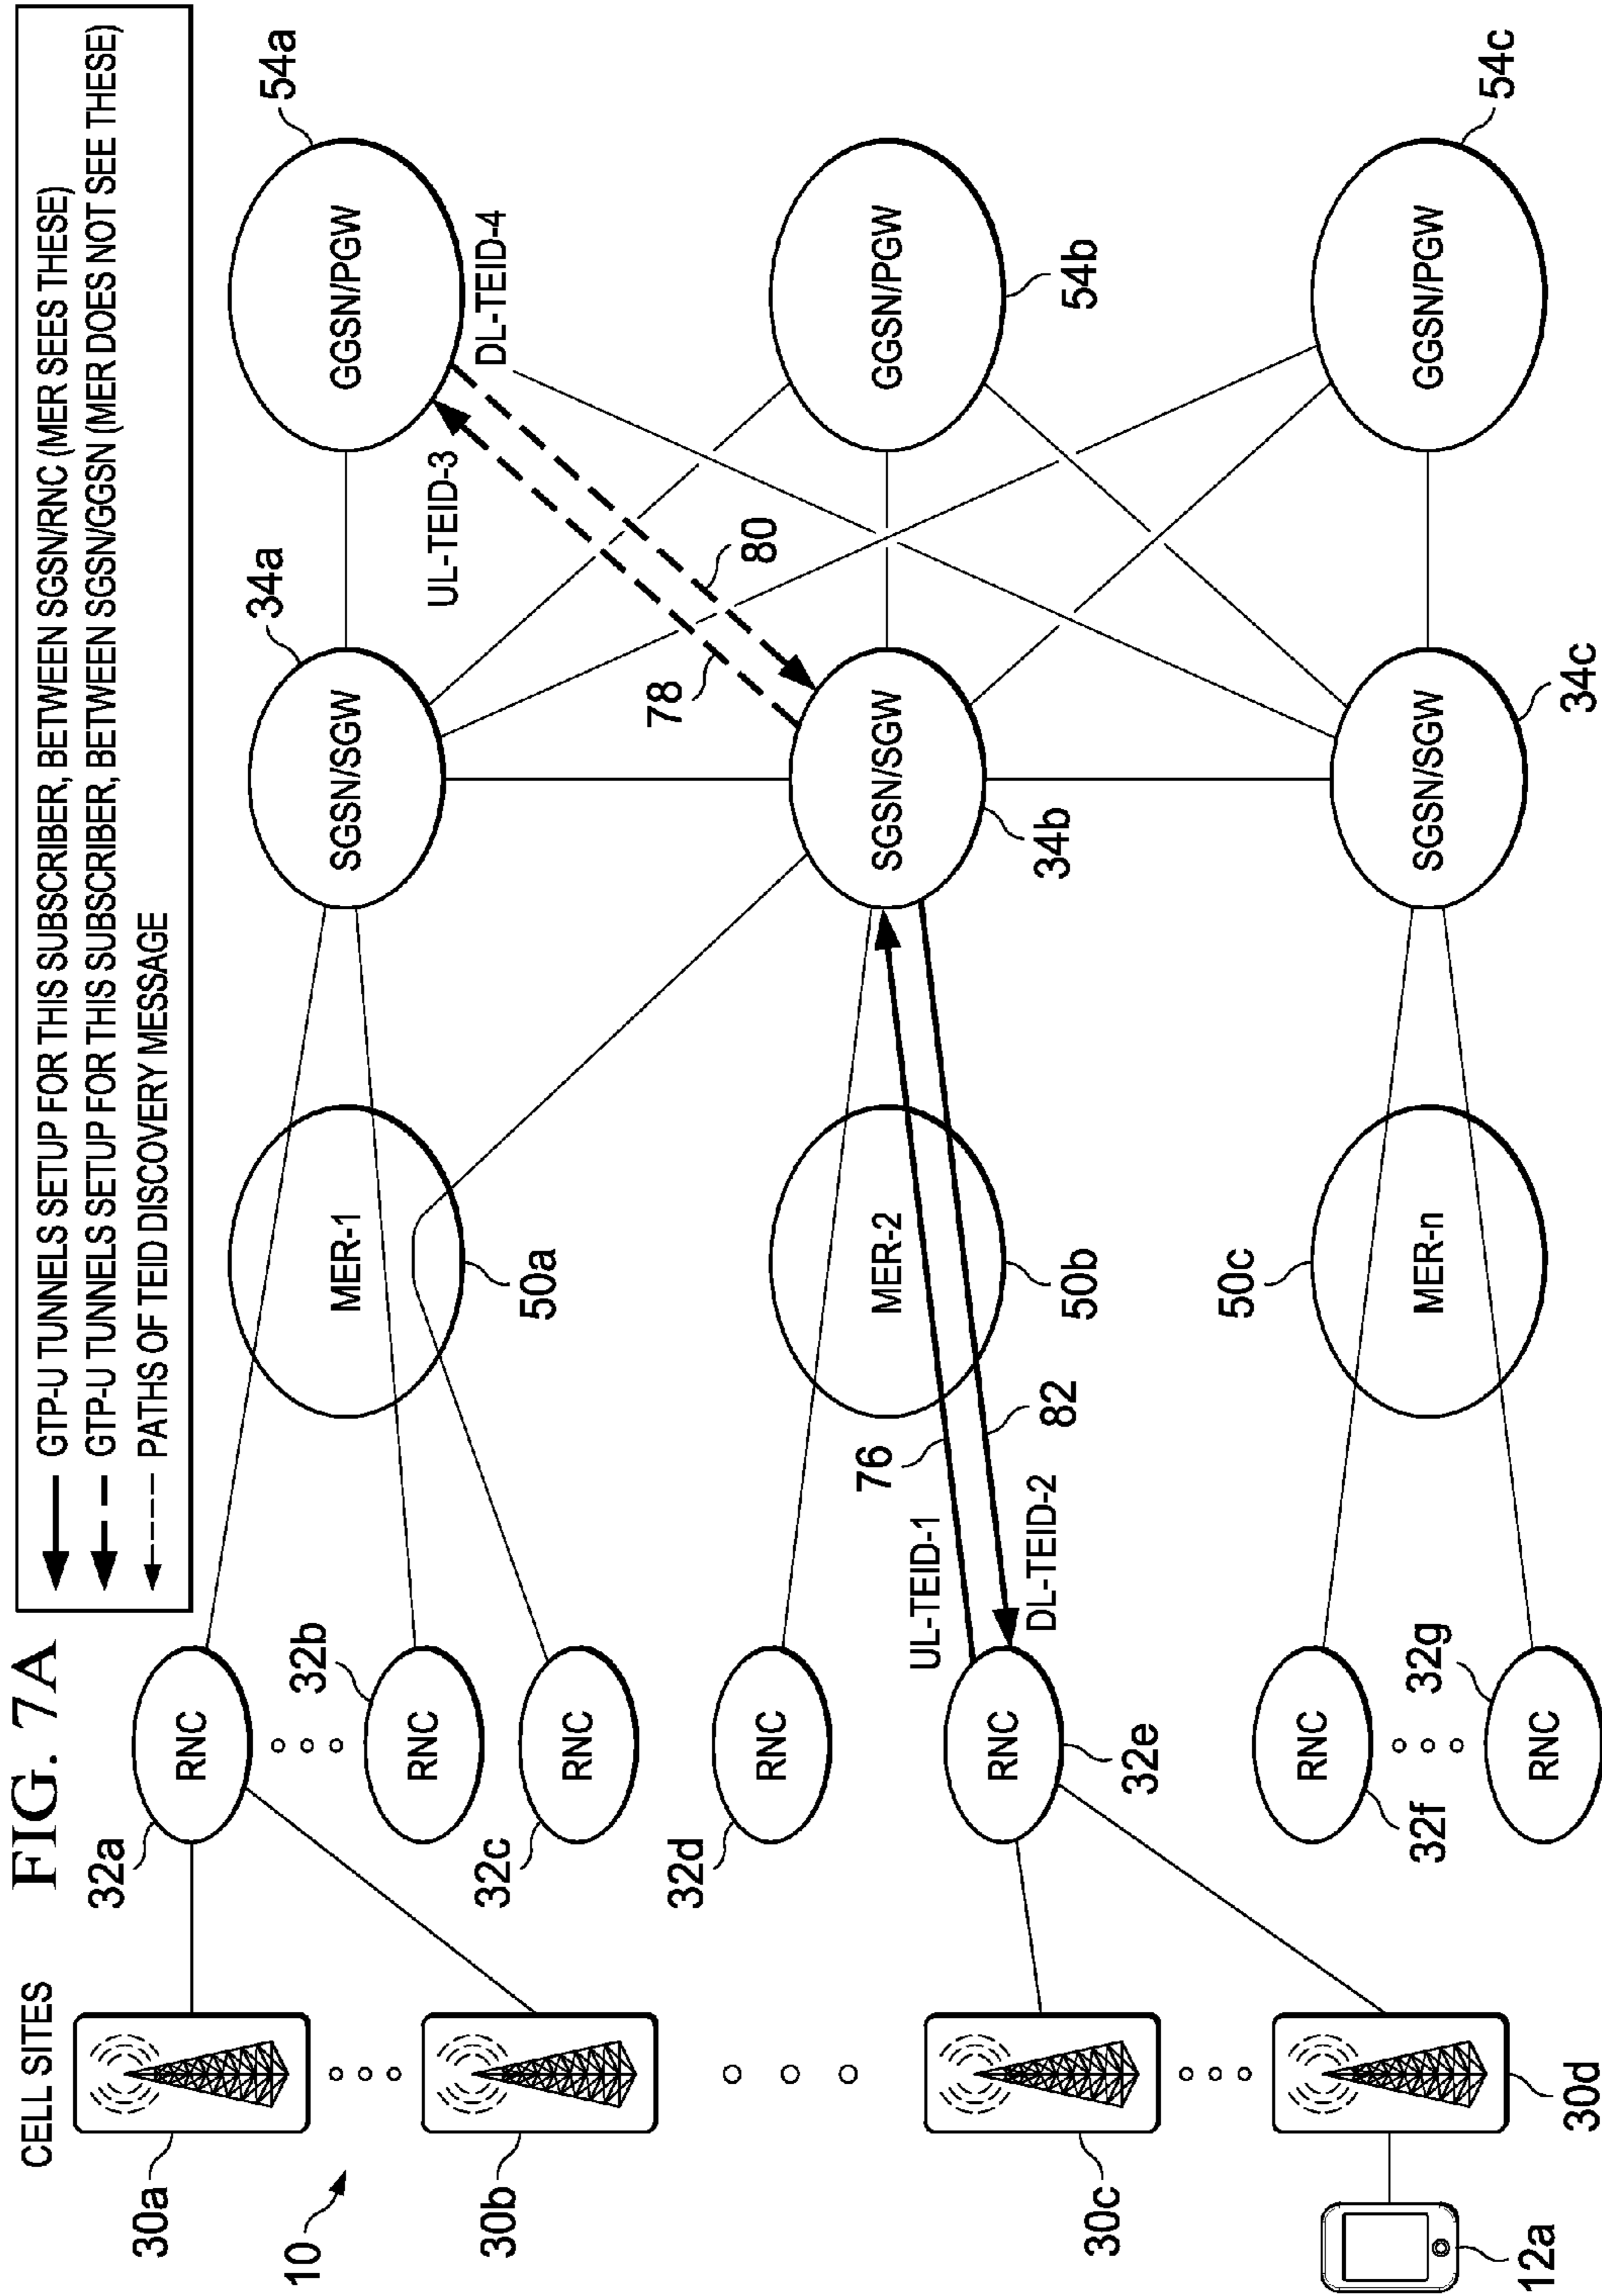 FIG. 7A
GTP-U TUNNELS SETUP FOR THIS SUBSCRIBER, BETWEEN SGSN/RNC (MER SEES THESE)
GTP-U TUNNELS SETUP FOR THIS SUBSCRIBER, BETWEEN SGSN/GGSN (MER DOES NOT SEE THESE)
PATHS OF TEID DISCOVERY MESSAGE
CELL SITES
30a
10
30b
30c
30d
12a
32a
RNC
32b
RNC
32c
RNC
32d
RNC
UL-TEID-1
DL-TEID-2
RNC
32e
RNC
32f
32g
RNC
MER-1
50a
76
82
MER-2
50b
50c
MER-n
34a
SGSN/SGW
SGSN/SGW
34b
SGSN/SGW
34c
UL-TEID-3
78
80
DL-TEID-4
54a
GGSN/PGW
GGSN/PGW
54b
GGSN/PGW
54c